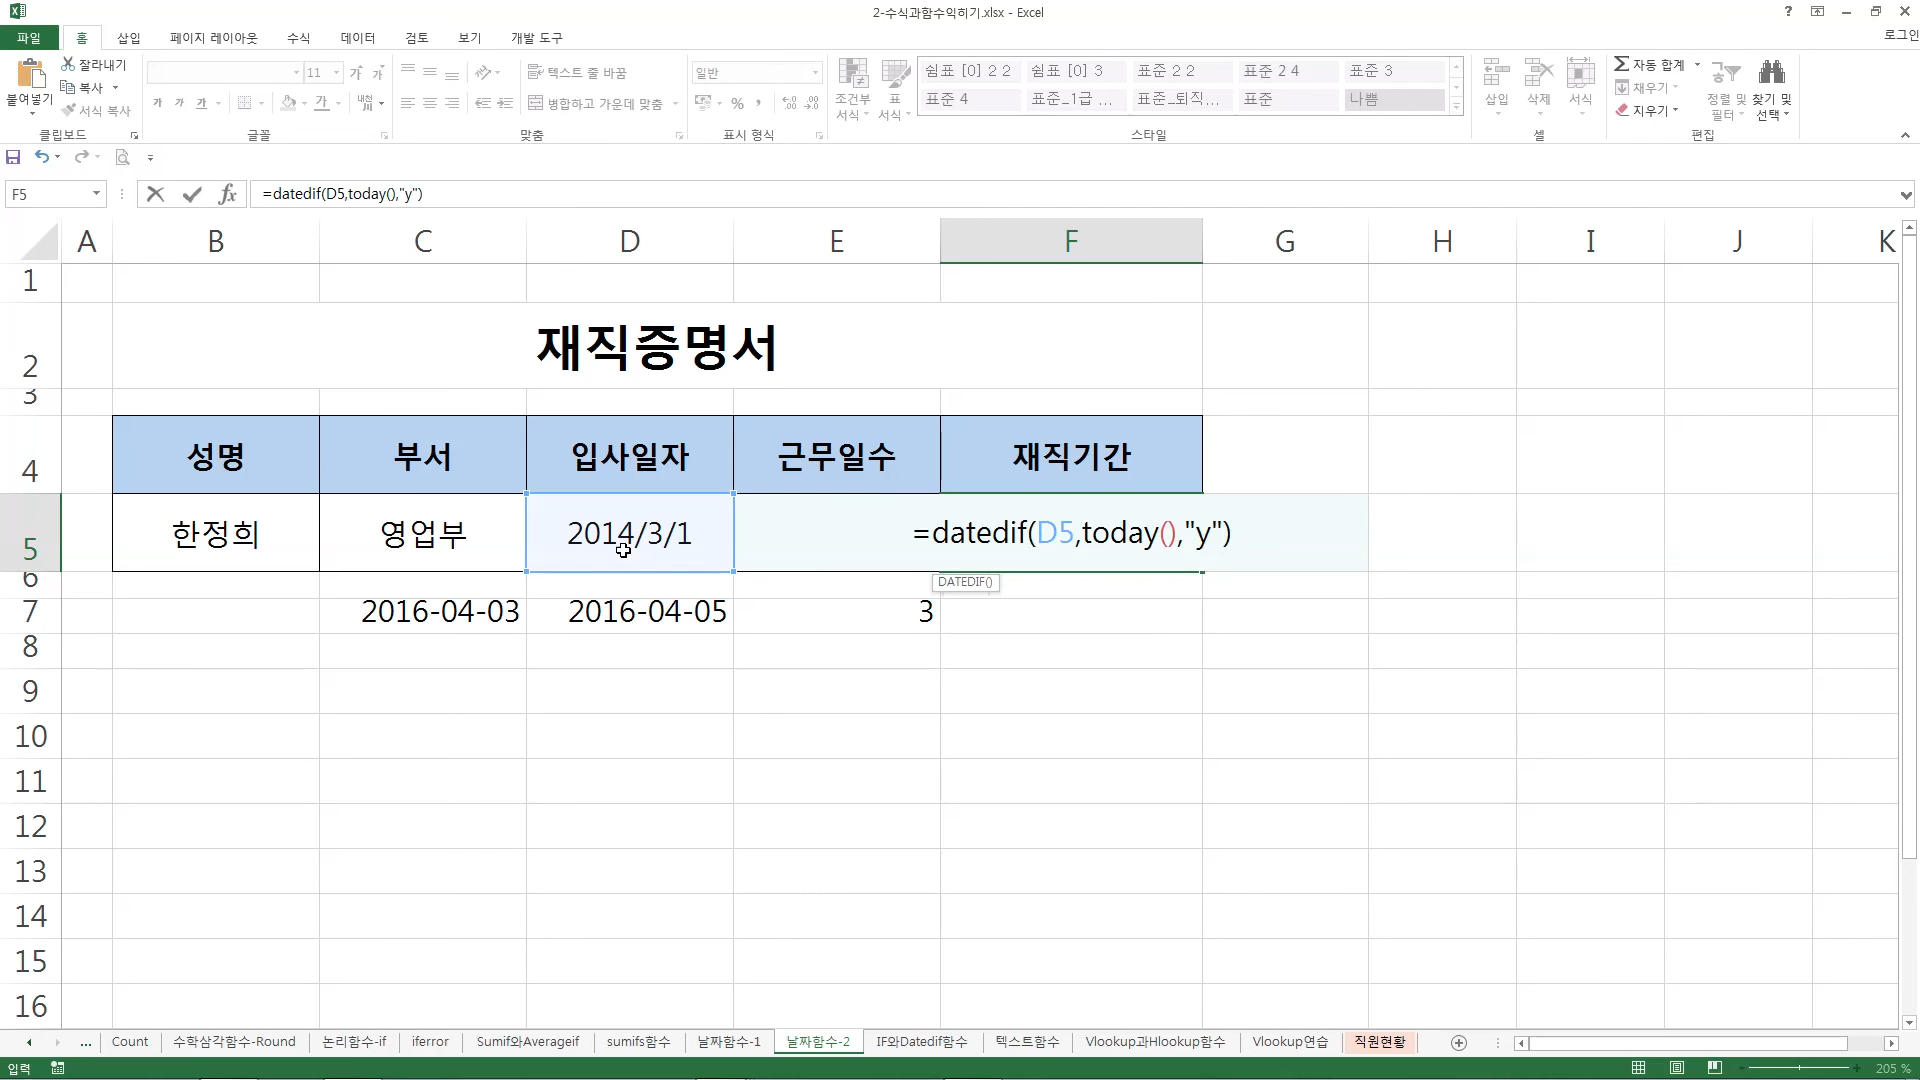 2-수식과함수익히기.xlsx - Excel
파일 홈 삽입 페이지 레이아웃 수식 데이터 검토 보기 개발 도구 로그인
붙여넣기 잘라내기 복사 서식 복사
11 가 가 가 가 가 가 내천
텍스트 줄 바꿈
병합하고 가운데 맞춤
일반
% ,
조건부 서식 표 서식
쉼표 [0] 2 2 쉼표 [0] 3 표준 2 2 표준 2 4 표준 3
표준 4 표준_1급 ... 표준_퇴직... 표준 나쁨
삽입 삭제 서식
자동 합계
채우기
지우기
정렬 및 필터 찾기 및 선택
클립보드 글꼴 맞춤 표시 형식 스타일 셀 편집
F5 fx =datedif(D5,today(),"y")
A B C D E F G H I J K
1
2 재직증명서
3
4 성명 부서 입사일자 근무일수 재직기간
5 한정희 영업부 2014/3/1 =datedif(D5,today(),"y")
DATEDIF()
6
7 2016-04-03 2016-04-05 3
8
9
10
11
12
13
14
15
16
... Count 수학삼각함수-Round 논리함수-if iferror Sumif와Averageif sumifs함수 날짜함수-1 날짜함수-2 IF와Datedif함수 텍스트함수 Vlookup과Hlookup함수 Vlookup연습 직원현황
입력 205 %